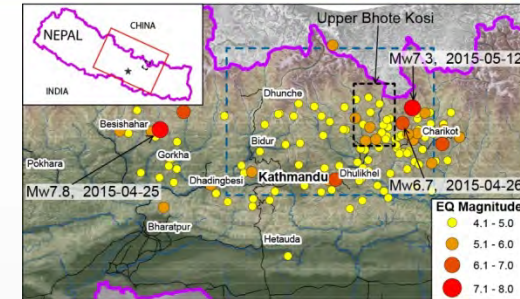 NEPAL
CHINA
INDIA
Upper Bhote Kosi
Mw7.3, 2015-05-12
Dhunche
Besishahar
Charikot
Bidur
Gorkha
Pokhara
Dhulikhel
Kathmandu
Dhadingbesi
Mw7.8, 2015-04-25
Mw6.7, 2015-04-26
Bharatpur
Hetauda
EQ Magnitude
4.1 - 5.0
5.1 - 6.0
6.1 - 7.0
7.1 - 8.0